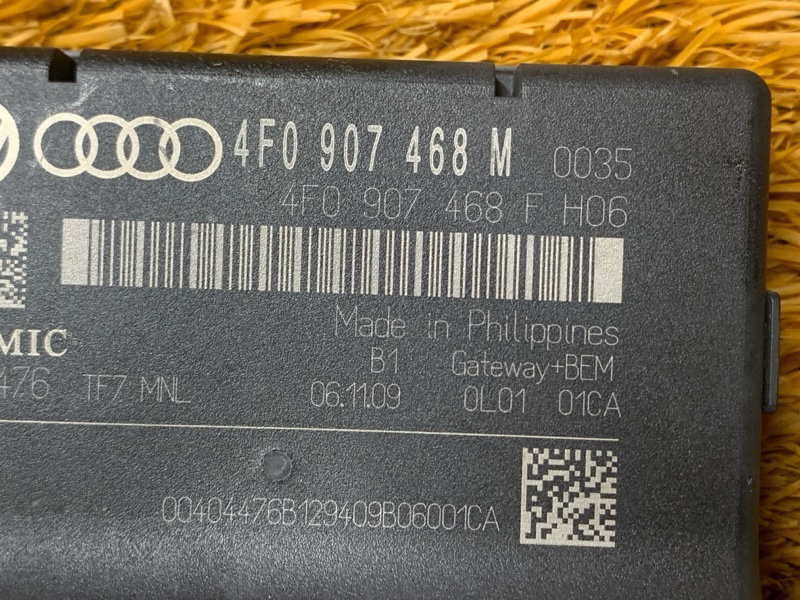 4F0 907 468 M 0035
4F0 907 468 F H06
Made in Philippines
MIC
B1 Gateway+BEM
476 TF7 MNL 06.11.09 0L01 01CA
00404476B129409B06001CA